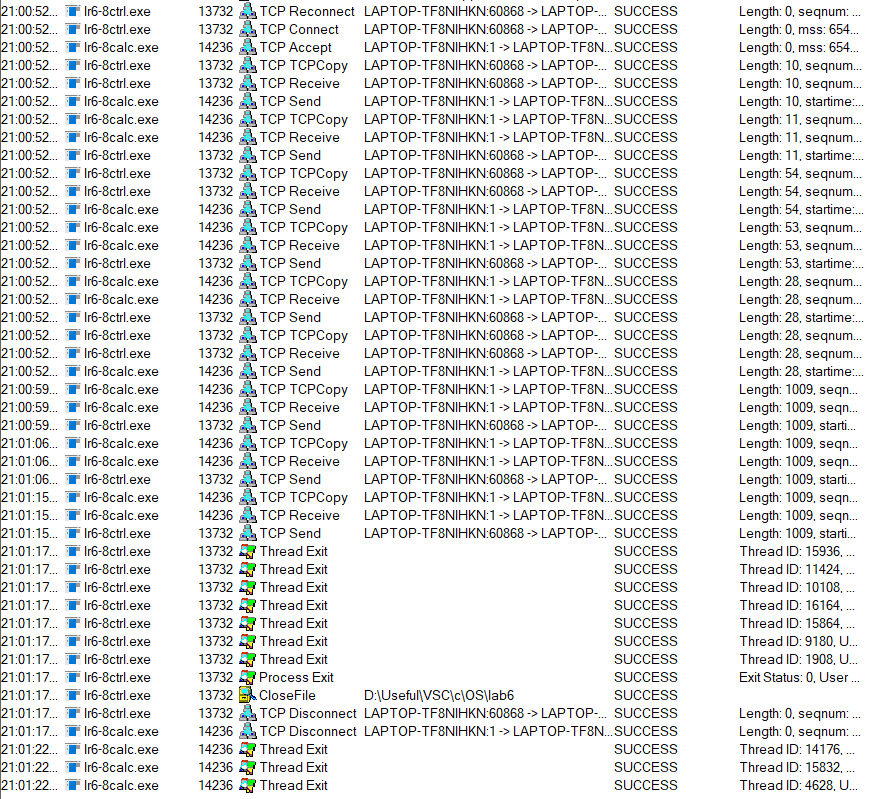 21:00:52... lr6-8ctrl.exe 13732 TCP Reconnect LAPTOP-TF8NIHKN:60868 -> LAPTOP-... SUCCESS Length: 0, seqnum: ...
21:00:52... lr6-8ctrl.exe 13732 TCP Connect LAPTOP-TF8NIHKN:60868 -> LAPTOP-... SUCCESS Length: 0, mss: 654...
21:00:52... lr6-8calc.exe 14236 TCP Accept LAPTOP-TF8NIHKN:1 -> LAPTOP-TF8N... SUCCESS Length: 0, mss: 654...
21:00:52... lr6-8ctrl.exe 13732 TCP TCPCopy LAPTOP-TF8NIHKN:60868 -> LAPTOP-... SUCCESS Length: 10, seqnum...
21:00:52... lr6-8ctrl.exe 13732 TCP Receive LAPTOP-TF8NIHKN:60868 -> LAPTOP-... SUCCESS Length: 10, seqnum...
21:00:52... lr6-8calc.exe 14236 TCP Send LAPTOP-TF8NIHKN:1 -> LAPTOP-TF8N... SUCCESS Length: 10, startime:...
21:00:52... lr6-8calc.exe 14236 TCP TCPCopy LAPTOP-TF8NIHKN:1 -> LAPTOP-TF8N... SUCCESS Length: 11, seqnum...
21:00:52... lr6-8calc.exe 14236 TCP Receive LAPTOP-TF8NIHKN:1 -> LAPTOP-TF8N... SUCCESS Length: 11, seqnum...
21:00:52... lr6-8ctrl.exe 13732 TCP Send LAPTOP-TF8NIHKN:60868 -> LAPTOP-... SUCCESS Length: 11, startime:...
21:00:52... lr6-8ctrl.exe 13732 TCP TCPCopy LAPTOP-TF8NIHKN:60868 -> LAPTOP-... SUCCESS Length: 54, seqnum...
21:00:52... lr6-8ctrl.exe 13732 TCP Receive LAPTOP-TF8NIHKN:60868 -> LAPTOP-... SUCCESS Length: 54, seqnum...
21:00:52... lr6-8calc.exe 14236 TCP Send LAPTOP-TF8NIHKN:1 -> LAPTOP-TF8N... SUCCESS Length: 54, startime:...
21:00:52... lr6-8calc.exe 14236 TCP TCPCopy LAPTOP-TF8NIHKN:1 -> LAPTOP-TF8N... SUCCESS Length: 53, seqnum...
21:00:52... lr6-8calc.exe 14236 TCP Receive LAPTOP-TF8NIHKN:1 -> LAPTOP-TF8N... SUCCESS Length: 53, seqnum...
21:00:52... lr6-8ctrl.exe 13732 TCP Send LAPTOP-TF8NIHKN:60868 -> LAPTOP-... SUCCESS Length: 53, startime:...
21:00:52... lr6-8calc.exe 14236 TCP TCPCopy LAPTOP-TF8NIHKN:1 -> LAPTOP-TF8N... SUCCESS Length: 28, seqnum...
21:00:52... lr6-8calc.exe 14236 TCP Receive LAPTOP-TF8NIHKN:1 -> LAPTOP-TF8N... SUCCESS Length: 28, seqnum...
21:00:52... lr6-8ctrl.exe 13732 TCP Send LAPTOP-TF8NIHKN:60868 -> LAPTOP-... SUCCESS Length: 28, startime:...
21:00:52... lr6-8ctrl.exe 13732 TCP TCPCopy LAPTOP-TF8NIHKN:60868 -> LAPTOP-... SUCCESS Length: 28, seqnum...
21:00:52... lr6-8ctrl.exe 13732 TCP Receive LAPTOP-TF8NIHKN:60868 -> LAPTOP-... SUCCESS Length: 28, seqnum...
21:00:52... lr6-8calc.exe 14236 TCP Send LAPTOP-TF8NIHKN:1 -> LAPTOP-TF8N... SUCCESS Length: 28, startime:...
21:00:59... lr6-8calc.exe 14236 TCP TCPCopy LAPTOP-TF8NIHKN:1 -> LAPTOP-TF8N... SUCCESS Length: 1009, seqn...
21:00:59... lr6-8calc.exe 14236 TCP Receive LAPTOP-TF8NIHKN:1 -> LAPTOP-TF8N... SUCCESS Length: 1009, seqn...
21:00:59... lr6-8ctrl.exe 13732 TCP Send LAPTOP-TF8NIHKN:60868 -> LAPTOP-... SUCCESS Length: 1009, starti...
21:01:06... lr6-8calc.exe 14236 TCP TCPCopy LAPTOP-TF8NIHKN:1 -> LAPTOP-TF8N... SUCCESS Length: 1009, seqn...
21:01:06... lr6-8calc.exe 14236 TCP Receive LAPTOP-TF8NIHKN:1 -> LAPTOP-TF8N... SUCCESS Length: 1009, seqn...
21:01:06... lr6-8ctrl.exe 13732 TCP Send LAPTOP-TF8NIHKN:60868 -> LAPTOP-... SUCCESS Length: 1009, starti...
21:01:15... lr6-8calc.exe 14236 TCP TCPCopy LAPTOP-TF8NIHKN:1 -> LAPTOP-TF8N... SUCCESS Length: 1009, seqn...
21:01:15... lr6-8calc.exe 14236 TCP Receive LAPTOP-TF8NIHKN:1 -> LAPTOP-TF8N... SUCCESS Length: 1009, seqn...
21:01:15... lr6-8ctrl.exe 13732 TCP Send LAPTOP-TF8NIHKN:60868 -> LAPTOP-... SUCCESS Length: 1009, starti...
21:01:17... lr6-8ctrl.exe 13732 Thread Exit SUCCESS Thread ID: 15936, ...
21:01:17... lr6-8ctrl.exe 13732 Thread Exit SUCCESS Thread ID: 11424, ...
21:01:17... lr6-8ctrl.exe 13732 Thread Exit SUCCESS Thread ID: 10108, ...
21:01:17... lr6-8ctrl.exe 13732 Thread Exit SUCCESS Thread ID: 16164, ...
21:01:17... lr6-8ctrl.exe 13732 Thread Exit SUCCESS Thread ID: 15864, ...
21:01:17... lr6-8ctrl.exe 13732 Thread Exit SUCCESS Thread ID: 9180, U...
21:01:17... lr6-8ctrl.exe 13732 Thread Exit SUCCESS Thread ID: 1908, U...
21:01:17... lr6-8ctrl.exe 13732 Process Exit SUCCESS Exit Status: 0, User ...
21:01:17... lr6-8ctrl.exe 13732 CloseFile D:\Useful\VSC\c\OS\lab6 SUCCESS
21:01:17... lr6-8ctrl.exe 13732 TCP Disconnect LAPTOP-TF8NIHKN:60868 -> LAPTOP-... SUCCESS Length: 0, seqnum: ...
21:01:17... lr6-8calc.exe 14236 TCP Disconnect LAPTOP-TF8NIHKN:1 -> LAPTOP-TF8N... SUCCESS Length: 0, seqnum: ...
21:01:22... lr6-8calc.exe 14236 Thread Exit SUCCESS Thread ID: 14176, ...
21:01:22... lr6-8calc.exe 14236 Thread Exit SUCCESS Thread ID: 15832, ...
21:01:22... lr6-8calc.exe 14236 Thread Exit SUCCESS Thread ID: 4628, U...